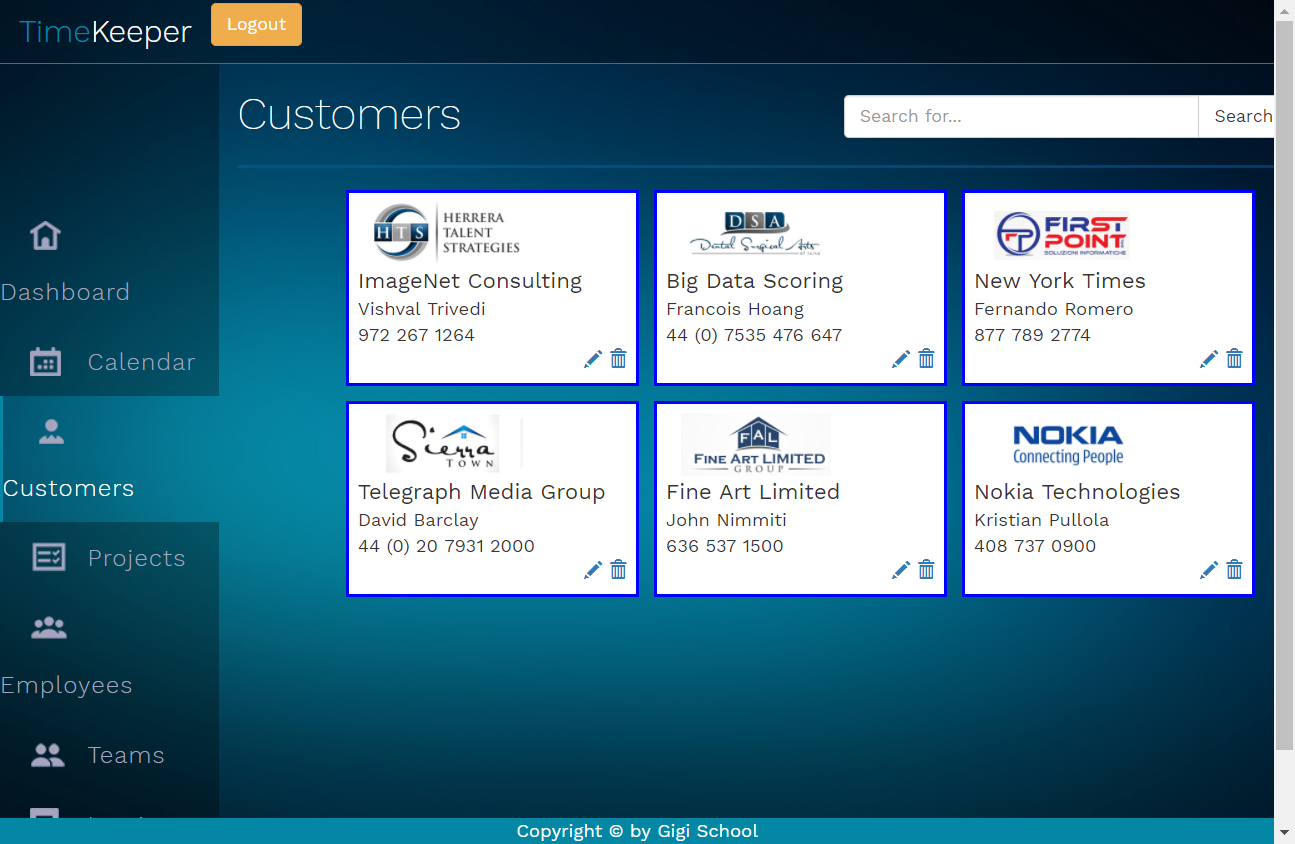 TimeKeeper
Logout
Customers
Search for...
Search
Dashboard
Calendar
Customers
Projects
Employees
Teams
HTS
HERRERA
TALENT
STRATEGIES
ImageNet Consulting
Vishval Trivedi
972 267 1264
DSA
Dental Surgical Arts
Big Data Scoring
Francois Hoang
44 (0) 7535 476 647
FIRST
POINT
SOLUZIONI INFORMATICHE
New York Times
Fernando Romero
877 789 2774
Sierra
TOWN
Telegraph Media Group
David Barclay
44 (0) 20 7931 2000
FAL
FINE ART LIMITED
GROUP
Fine Art Limited
John Nimmiti
636 537 1500
NOKIA
Connecting People
Nokia Technologies
Kristian Pullola
408 737 0900
Copyright © by Gigi School